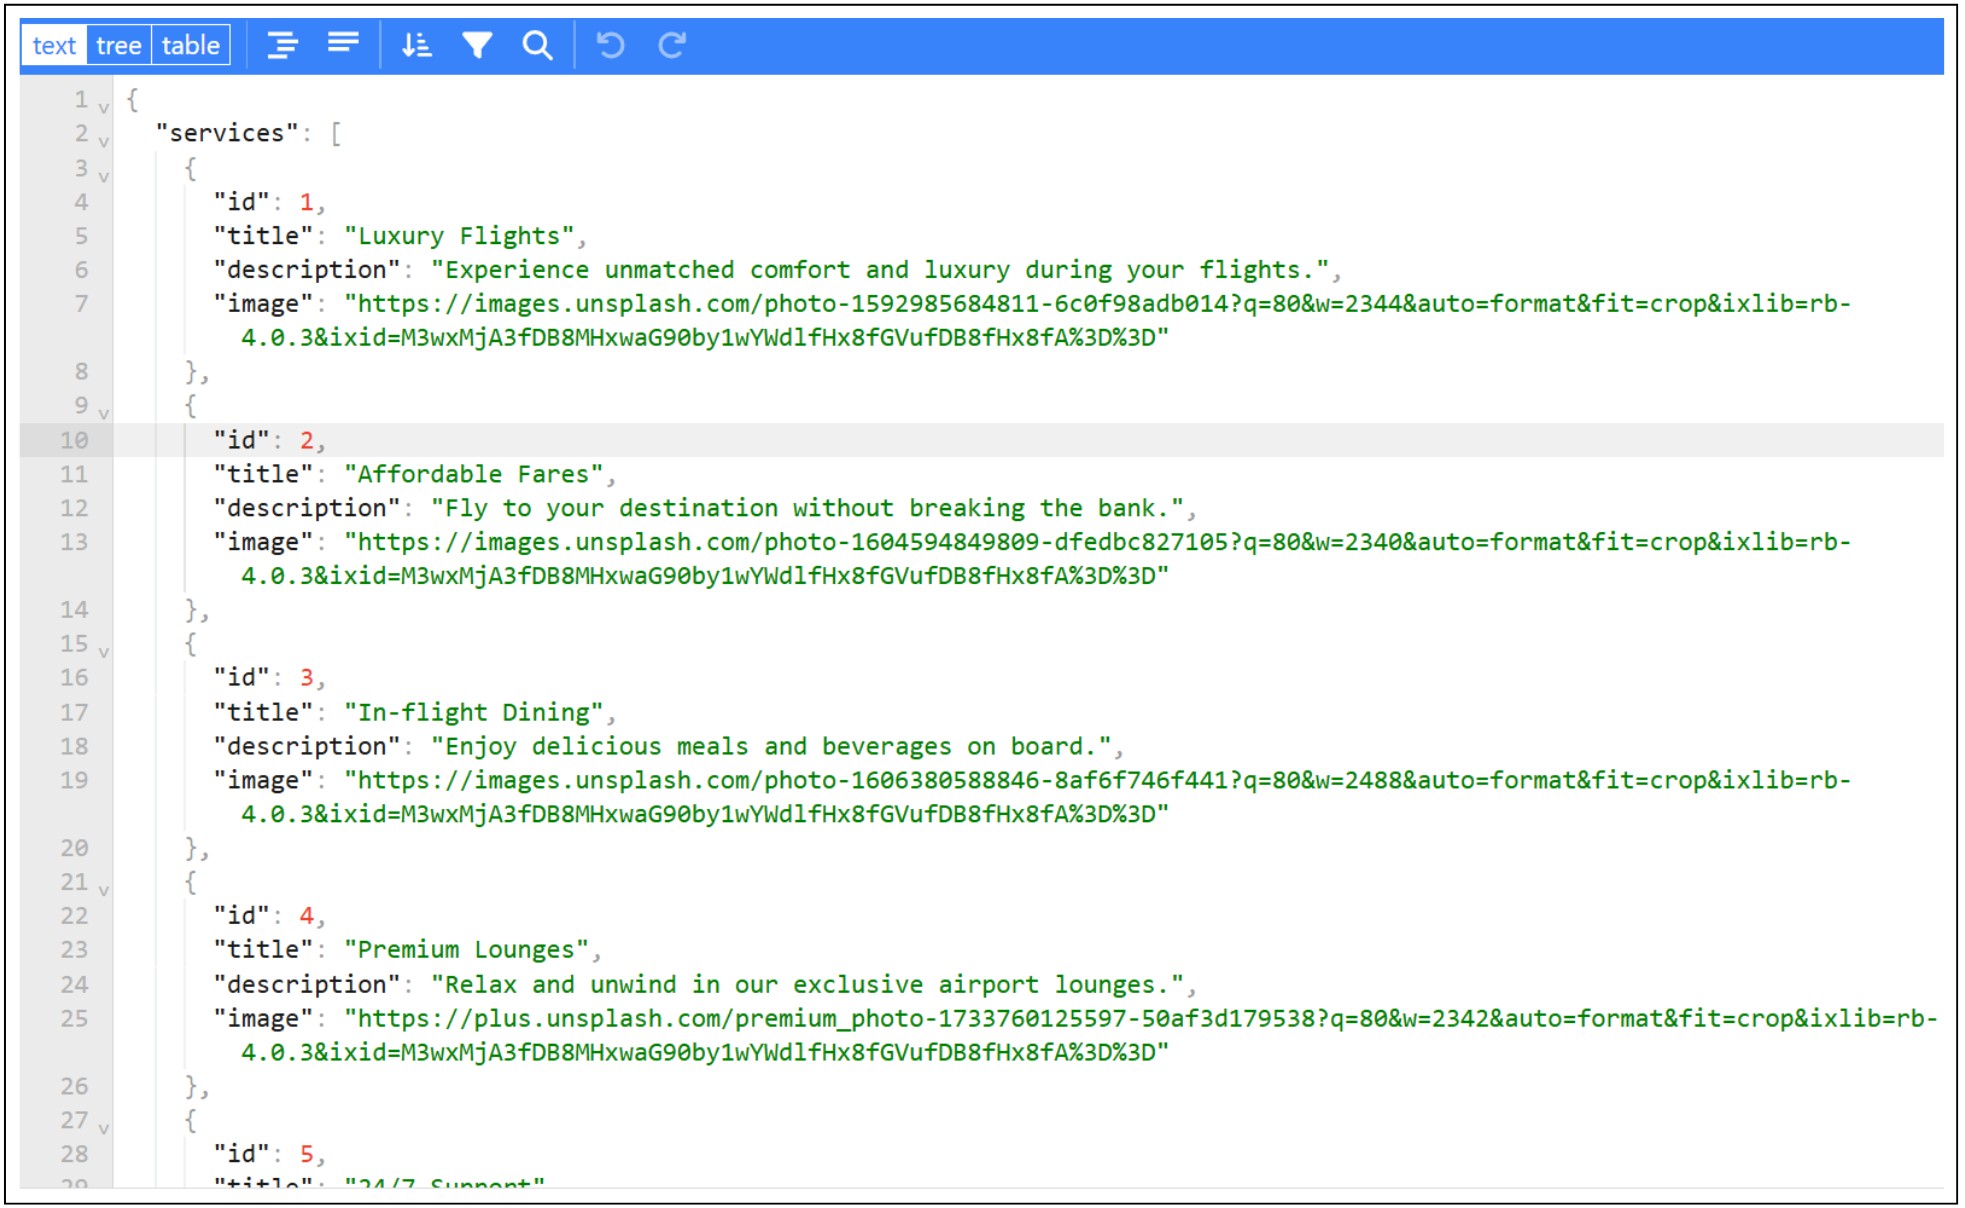 text tree table
1 {
2 "services": [
3 {
4 "id": 1,
5 "title": "Luxury Flights",
6 "description": "Experience unmatched comfort and luxury during your flights.",
7 "image": "https://images.unsplash.com/photo-1592985684811-6c0f98adb014?q=80&w=2344&auto=format&fit=crop&ixlib=rb-
4.0.3&ixid=M3wxMjA3fDB8MHxwaG90by1wYWdlfHx8fGVufDB8fHx8fA%3D%3D"
8 },
9 {
10 "id": 2,
11 "title": "Affordable Fares",
12 "description": "Fly to your destination without breaking the bank.",
13 "image": "https://images.unsplash.com/photo-1604594849809-dfedbc827105?q=80&w=2340&auto=format&fit=crop&ixlib=rb-
4.0.3&ixid=M3wxMjA3fDB8MHxwaG90by1wYWdlfHx8fGVufDB8fHx8fA%3D%3D"
14 },
15 {
16 "id": 3,
17 "title": "In-flight Dining",
18 "description": "Enjoy delicious meals and beverages on board.",
19 "image": "https://images.unsplash.com/photo-1606380588846-8af6f746f441?q=80&w=2488&auto=format&fit=crop&ixlib=rb-
4.0.3&ixid=M3wxMjA3fDB8MHxwaG90by1wYWdlfHx8fGVufDB8fHx8fA%3D%3D"
20 },
21 {
22 "id": 4,
23 "title": "Premium Lounges",
24 "description": "Relax and unwind in our exclusive airport lounges.",
25 "image": "https://plus.unsplash.com/premium_photo-1733760125597-50af3d179538?q=80&w=2342&auto=format&fit=crop&ixlib=rb-
4.0.3&ixid=M3wxMjA3fDB8MHxwaG90by1wYWdlfHx8fGVufDB8fHx8fA%3D%3D"
26 },
27 {
28 "id": 5,
29 "title": "24/7 Support"